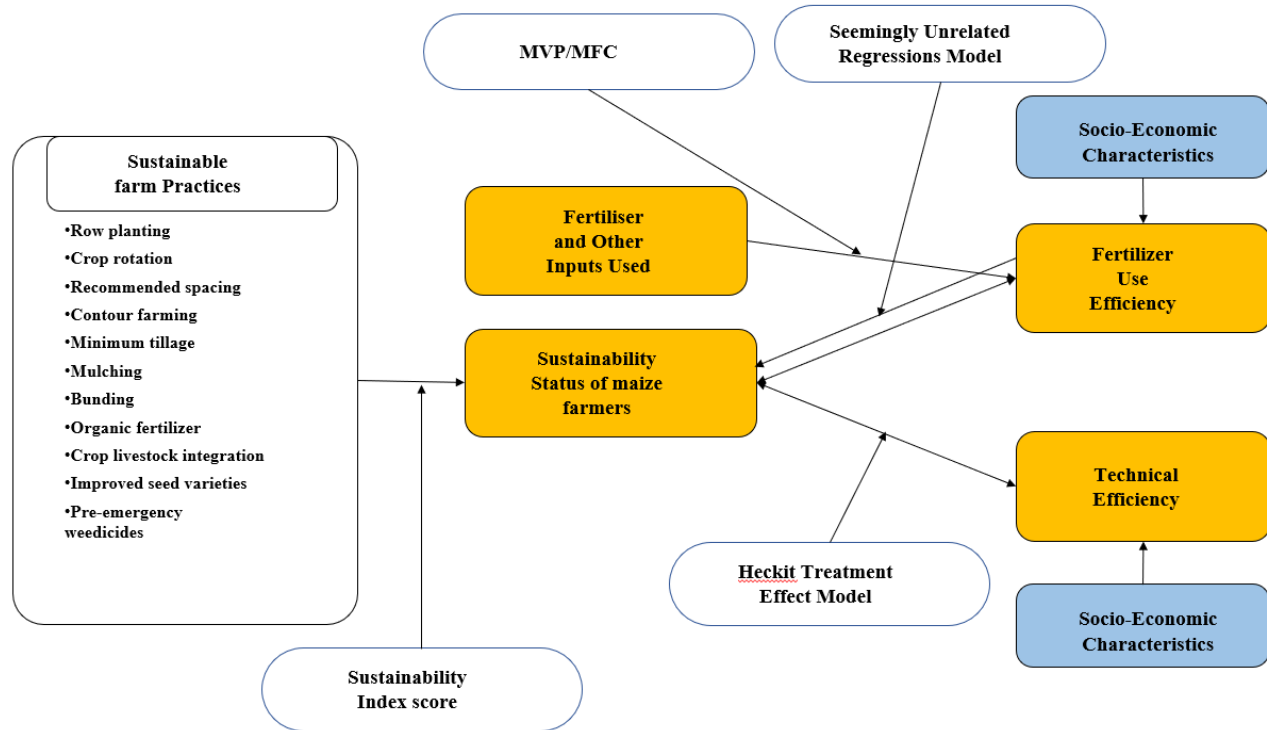 MVP/MFC
Seemingly Unrelated
Regressions Model
Socio-Economic
Characteristics
Sustainable
farm Practices
•Row planting
•Crop rotation
•Recommended spacing
•Contour farming
•Minimum tillage
•Mulching
•Bunding
•Organic fertilizer
•Crop livestock integration
•Improved seed varieties
•Pre-emergency
weedicides
Fertiliser
and Other
Inputs Used
Fertilizer
Use
Efficiency
Sustainability
Status of maize
farmers
Technical
Efficiency
Heckit Treatment
Effect Model
Socio-Economic
Characteristics
Sustainability
Index score